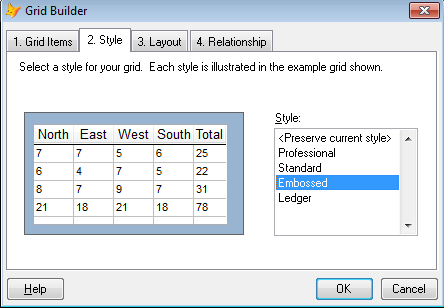 Grid Builder
1. Grid Items 2. Style 3. Layout 4. Relationship
Select a style for your grid. Each style is illustrated in the example grid shown.
Style:
North East West South Total
7 7 5 6 25
6 4 7 5 22
8 7 9 7 31
21 18 21 18 78
<Preserve current style>
Professional
Standard
Embossed
Ledger
Help OK Cancel